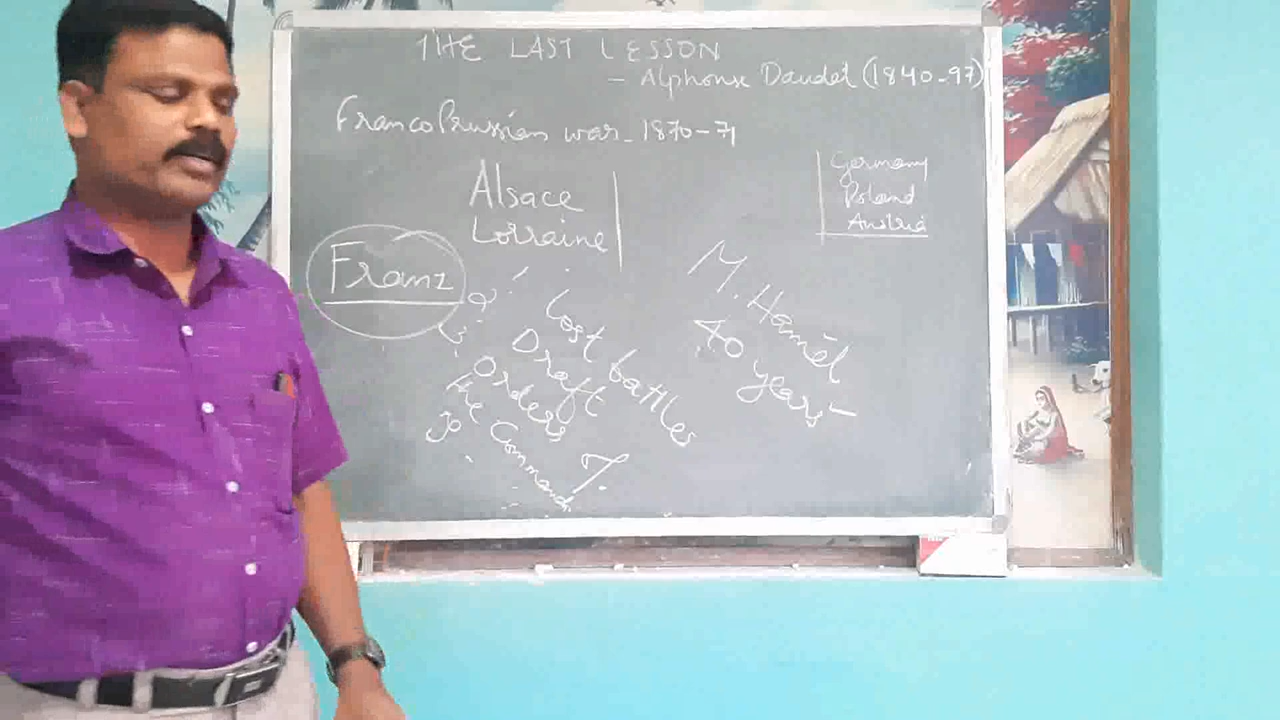 THE LAST LESSON
- Alphonse Daudet (1840-97)
Franco Prussian war - 1870-71
Germany
Poland
Austria
Alsace
Lorraine
Franz
M. Hamel
40 years
Lost battles
Draft
Orders
the Command